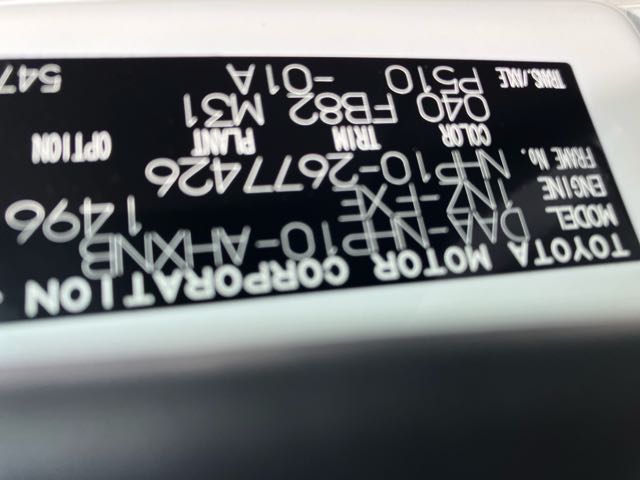 TOYOTA MOTOR CORPORATION
MODEL DAA-NHP10-AHXNB
ENGINE 1NZ-FXE 1496
FRAME No. NHP10-2677426
COLOR TRIM PLANT OPTION
040 FB82 M31
TRANS./AXLE P510 -01A 547